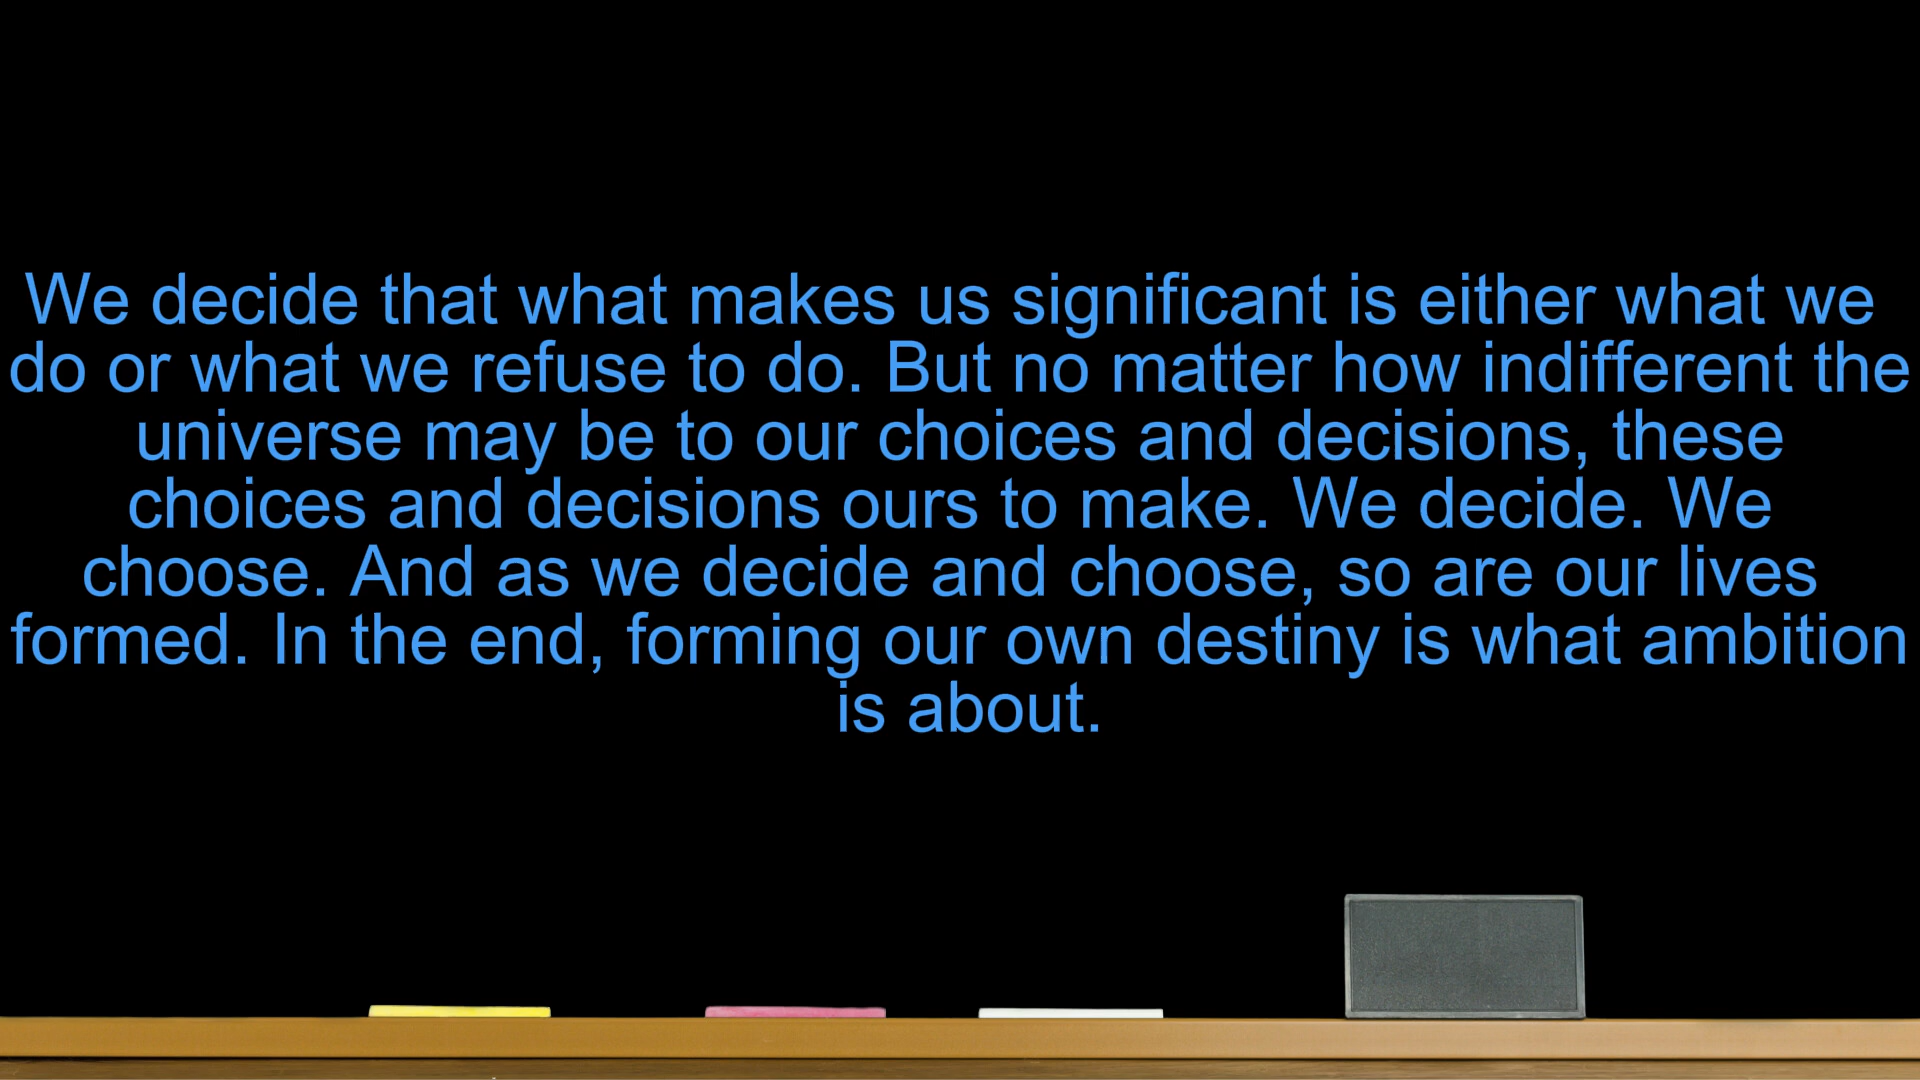 We decide that what makes us significant is either what we
do or what we refuse to do. But no matter how indifferent the
universe may be to our choices and decisions, these
choices and decisions ours to make. We decide. We
choose. And as we decide and choose, so are our lives
formed. In the end, forming our own destiny is what ambition
is about.